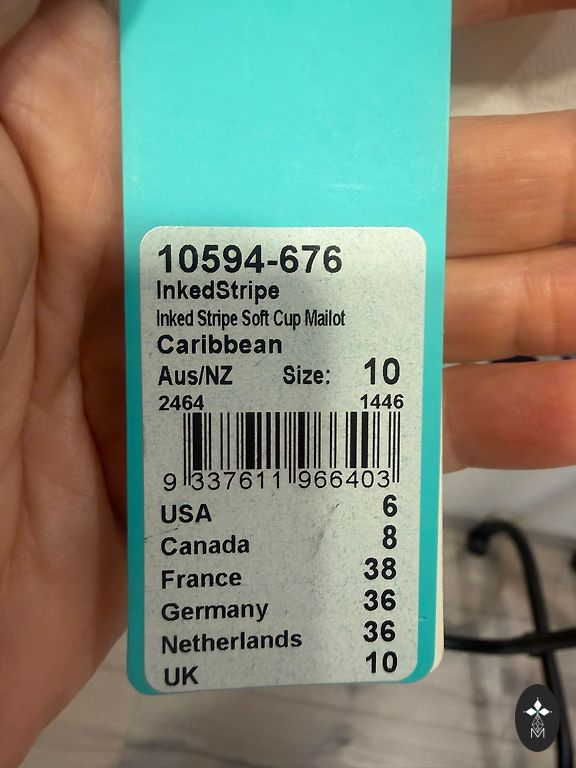 10594-676
InkedStripe
Inked Stripe Soft Cup Mailot
Caribbean
Aus/NZ Size: 10
2464 1446
9 337611 966403
USA 6
Canada 8
France 38
Germany 36
Netherlands 36
UK 10
M